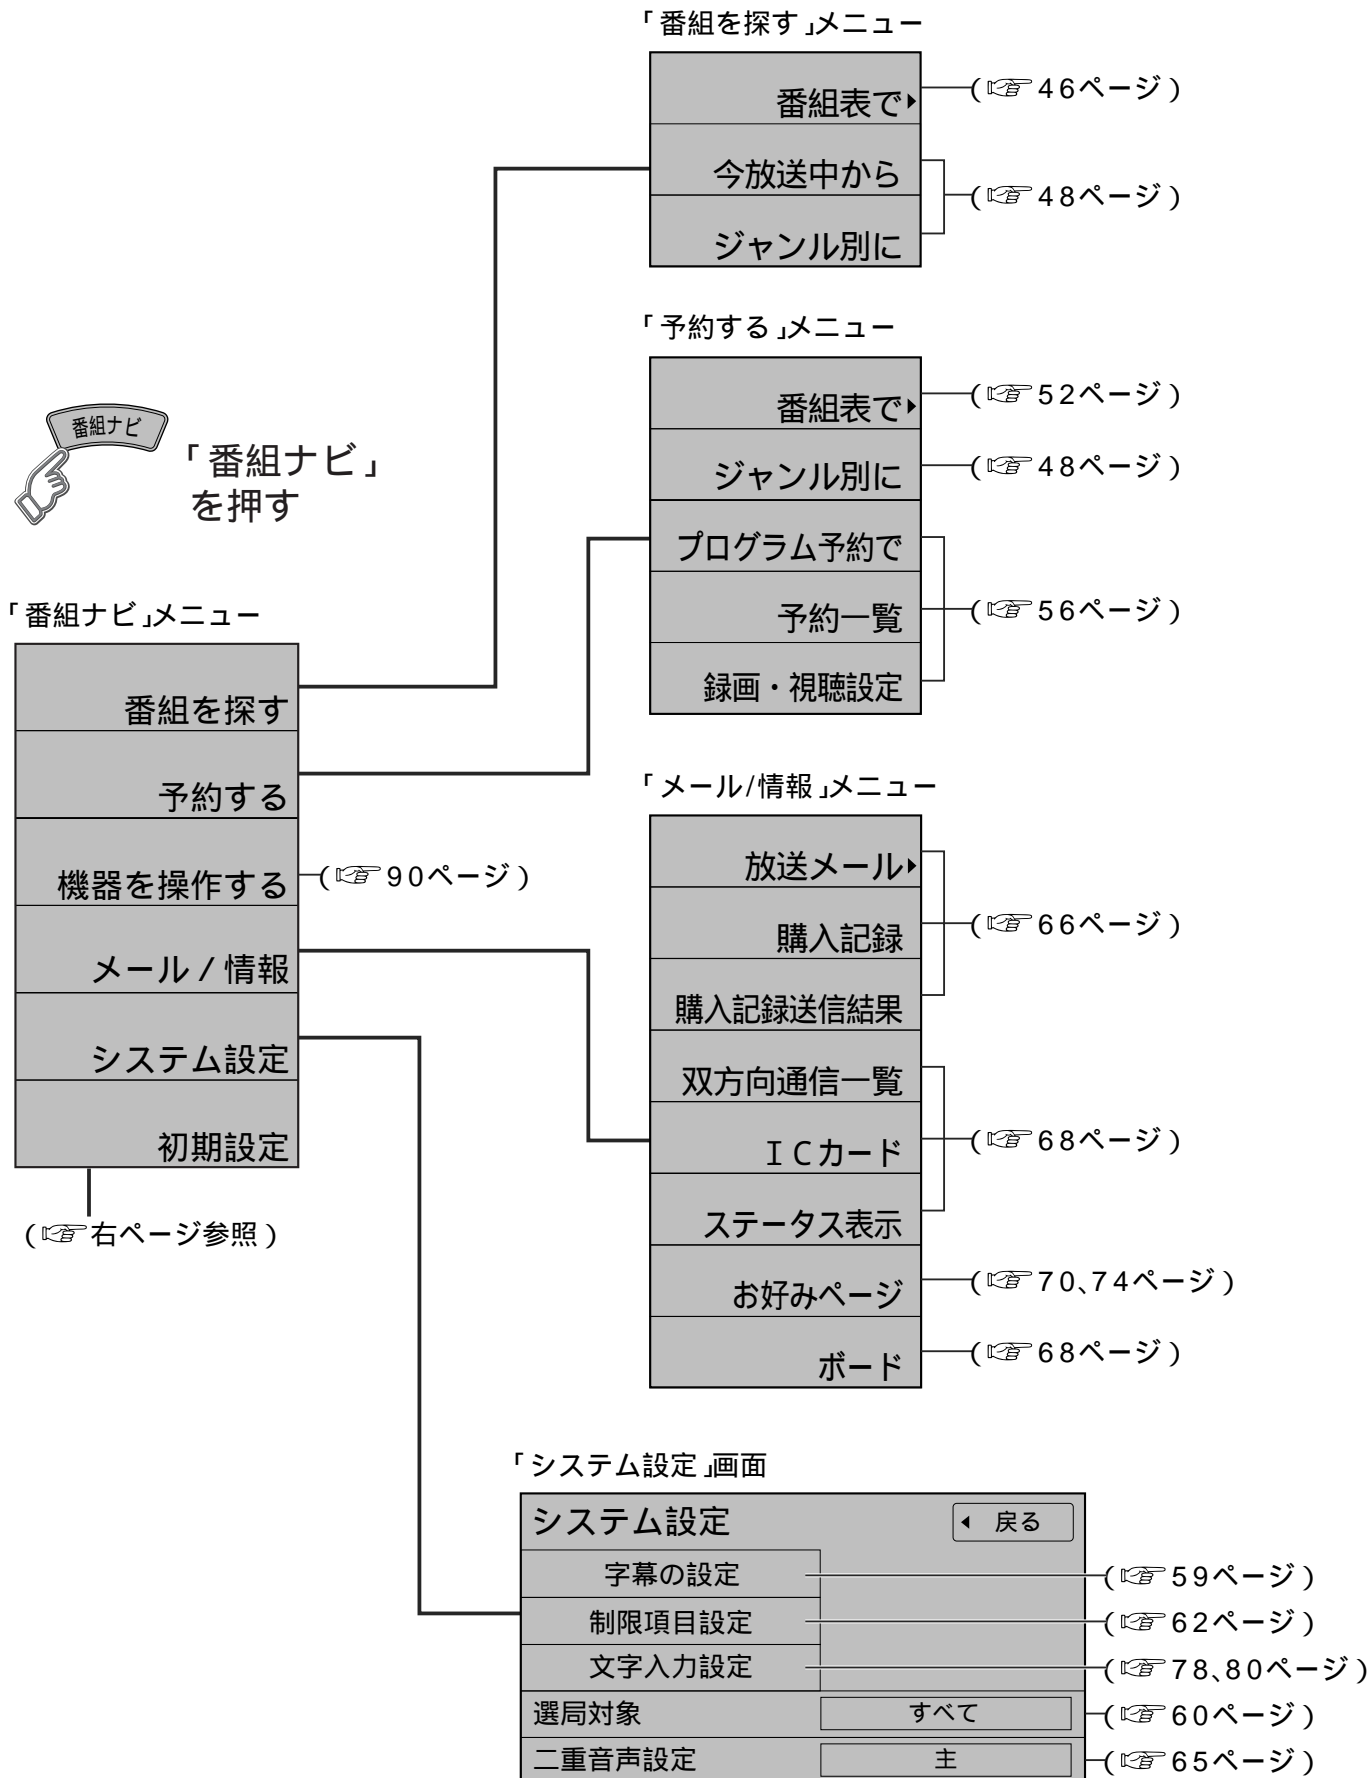 「番組を探す」メニュー
番組表で
(☞46ページ)
今放送中から
(☞48ページ)
ジャンル別に
「予約する」メニュー
番組表で
(☞52ページ)
ジャンル別に
(☞48ページ)
プログラム予約で
予約一覧
(☞56ページ)
録画・視聴設定
番組ナビ
「番組ナビ」
を押す
「番組ナビ」メニュー
番組を探す
予約する
機器を操作する
(☞90ページ)
メール/情報
システム設定
初期設定
(☞右ページ参照)
「メール/情報」メニュー
放送メール
購入記録
(☞66ページ)
購入記録送信結果
双方向通信一覧
ICカード
(☞68ページ)
ステータス表示
お好みページ
(☞70、74ページ)
ボード
(☞68ページ)
「システム設定」画面
システム設定
戻る
字幕の設定
(☞59ページ)
制限項目設定
(☞62ページ)
文字入力設定
(☞78、80ページ)
選局対象 すべて
(☞60ページ)
二重音声設定 主
(☞65ページ)